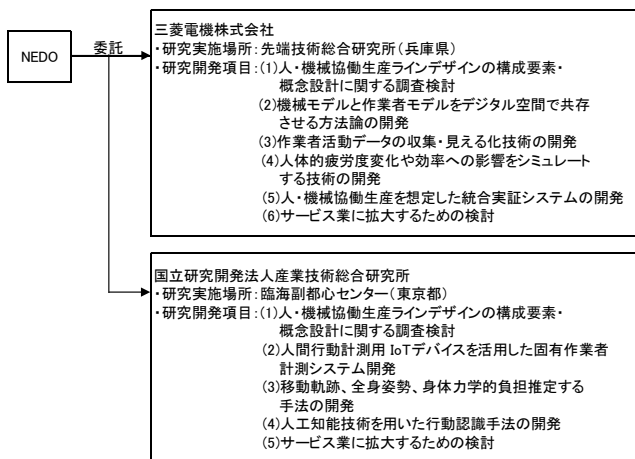 NEDO
委託
三菱電機株式会社
・研究実施場所:先端技術総合研究所(兵庫県)
・研究開発項目:(1)人・機械協働生産ラインデザインの構成要素・
概念設計に関する調査検討
(2)機械モデルと作業者モデルをデジタル空間で共存
させる方法論の開発
(3)作業者活動データの収集・見える化技術の開発
(4)人体的疲労度変化や効率への影響をシミュレート
する技術の開発
(5)人・機械協働生産を想定した統合実証システムの開発
(6)サービス業に拡大するための検討
国立研究開発法人産業技術総合研究所
・研究実施場所:臨海副都心センター(東京都)
・研究開発項目:(1)人・機械協働生産ラインデザインの構成要素・
概念設計に関する調査検討
(2)人間行動計測用 IoTデバイスを活用した固有作業者
計測システム開発
(3)移動軌跡、全身姿勢、身体力学的負担推定する
手法の開発
(4)人工知能技術を用いた行動認識手法の開発
(5)サービス業に拡大するための検討